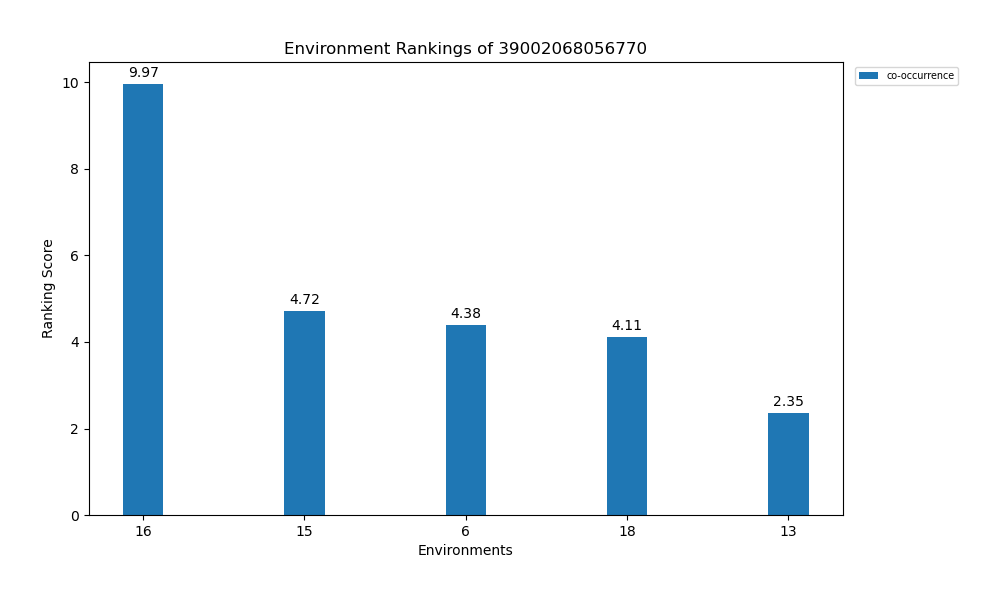 Environment Rankings of 39002068056770
co-occurrence
Ranking Score
10
8
6
4
2
0
9.97
4.72
4.38
4.11
2.35
16 15 6 18 13
Environments